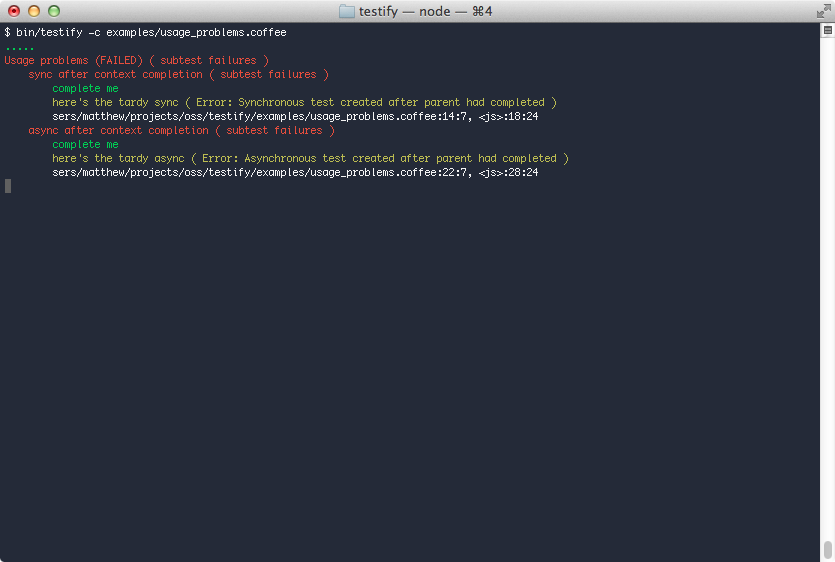 testify — node — ⌘4
$ bin/testify -c examples/usage_problems.coffee
.....
Usage problems (FAILED) ( subtest failures )
sync after context completion ( subtest failures )
complete me
here's the tardy sync ( Error: Synchronous test created after parent had completed )
sers/matthew/projects/oss/testify/examples/usage_problems.coffee:14:7, <js>:18:24
async after context completion ( subtest failures )
complete me
here's the tardy async ( Error: Asynchronous test created after parent had completed )
sers/matthew/projects/oss/testify/examples/usage_problems.coffee:22:7, <js>:28:24